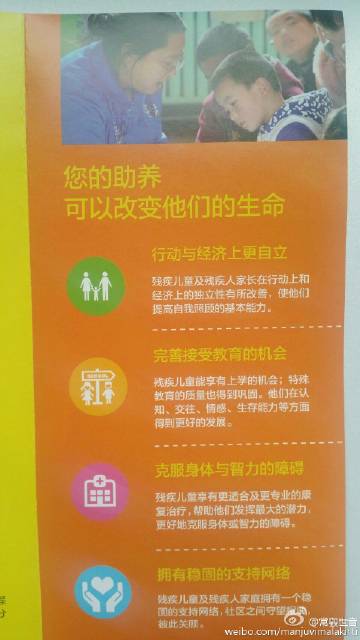 您的助养
可以改变他们的生命
行动与经济上更自立
残疾儿童及残疾人家长在行动上和
经济上的独立性有所改善，使他们
提高自我照顾的基本能力。
完善接受教育的机会
残疾儿童能享有上学的机会；特殊
教育的质量也得到巩固。他们在认
知、交往、情感、生存能力等方面
得到更好的发展。
克服身体与智力的障碍
残疾儿童享有更适合及更专业的康
复治疗，帮助他们发挥最大的潜力，
更好地克服身体或智力的障碍。
拥有稳固的支持网络
残疾儿童及残疾人家庭拥有一个稳
固的支持网络，社区之间守望相助，
彼此关顾。
weibo.com/manjuvimalakirti